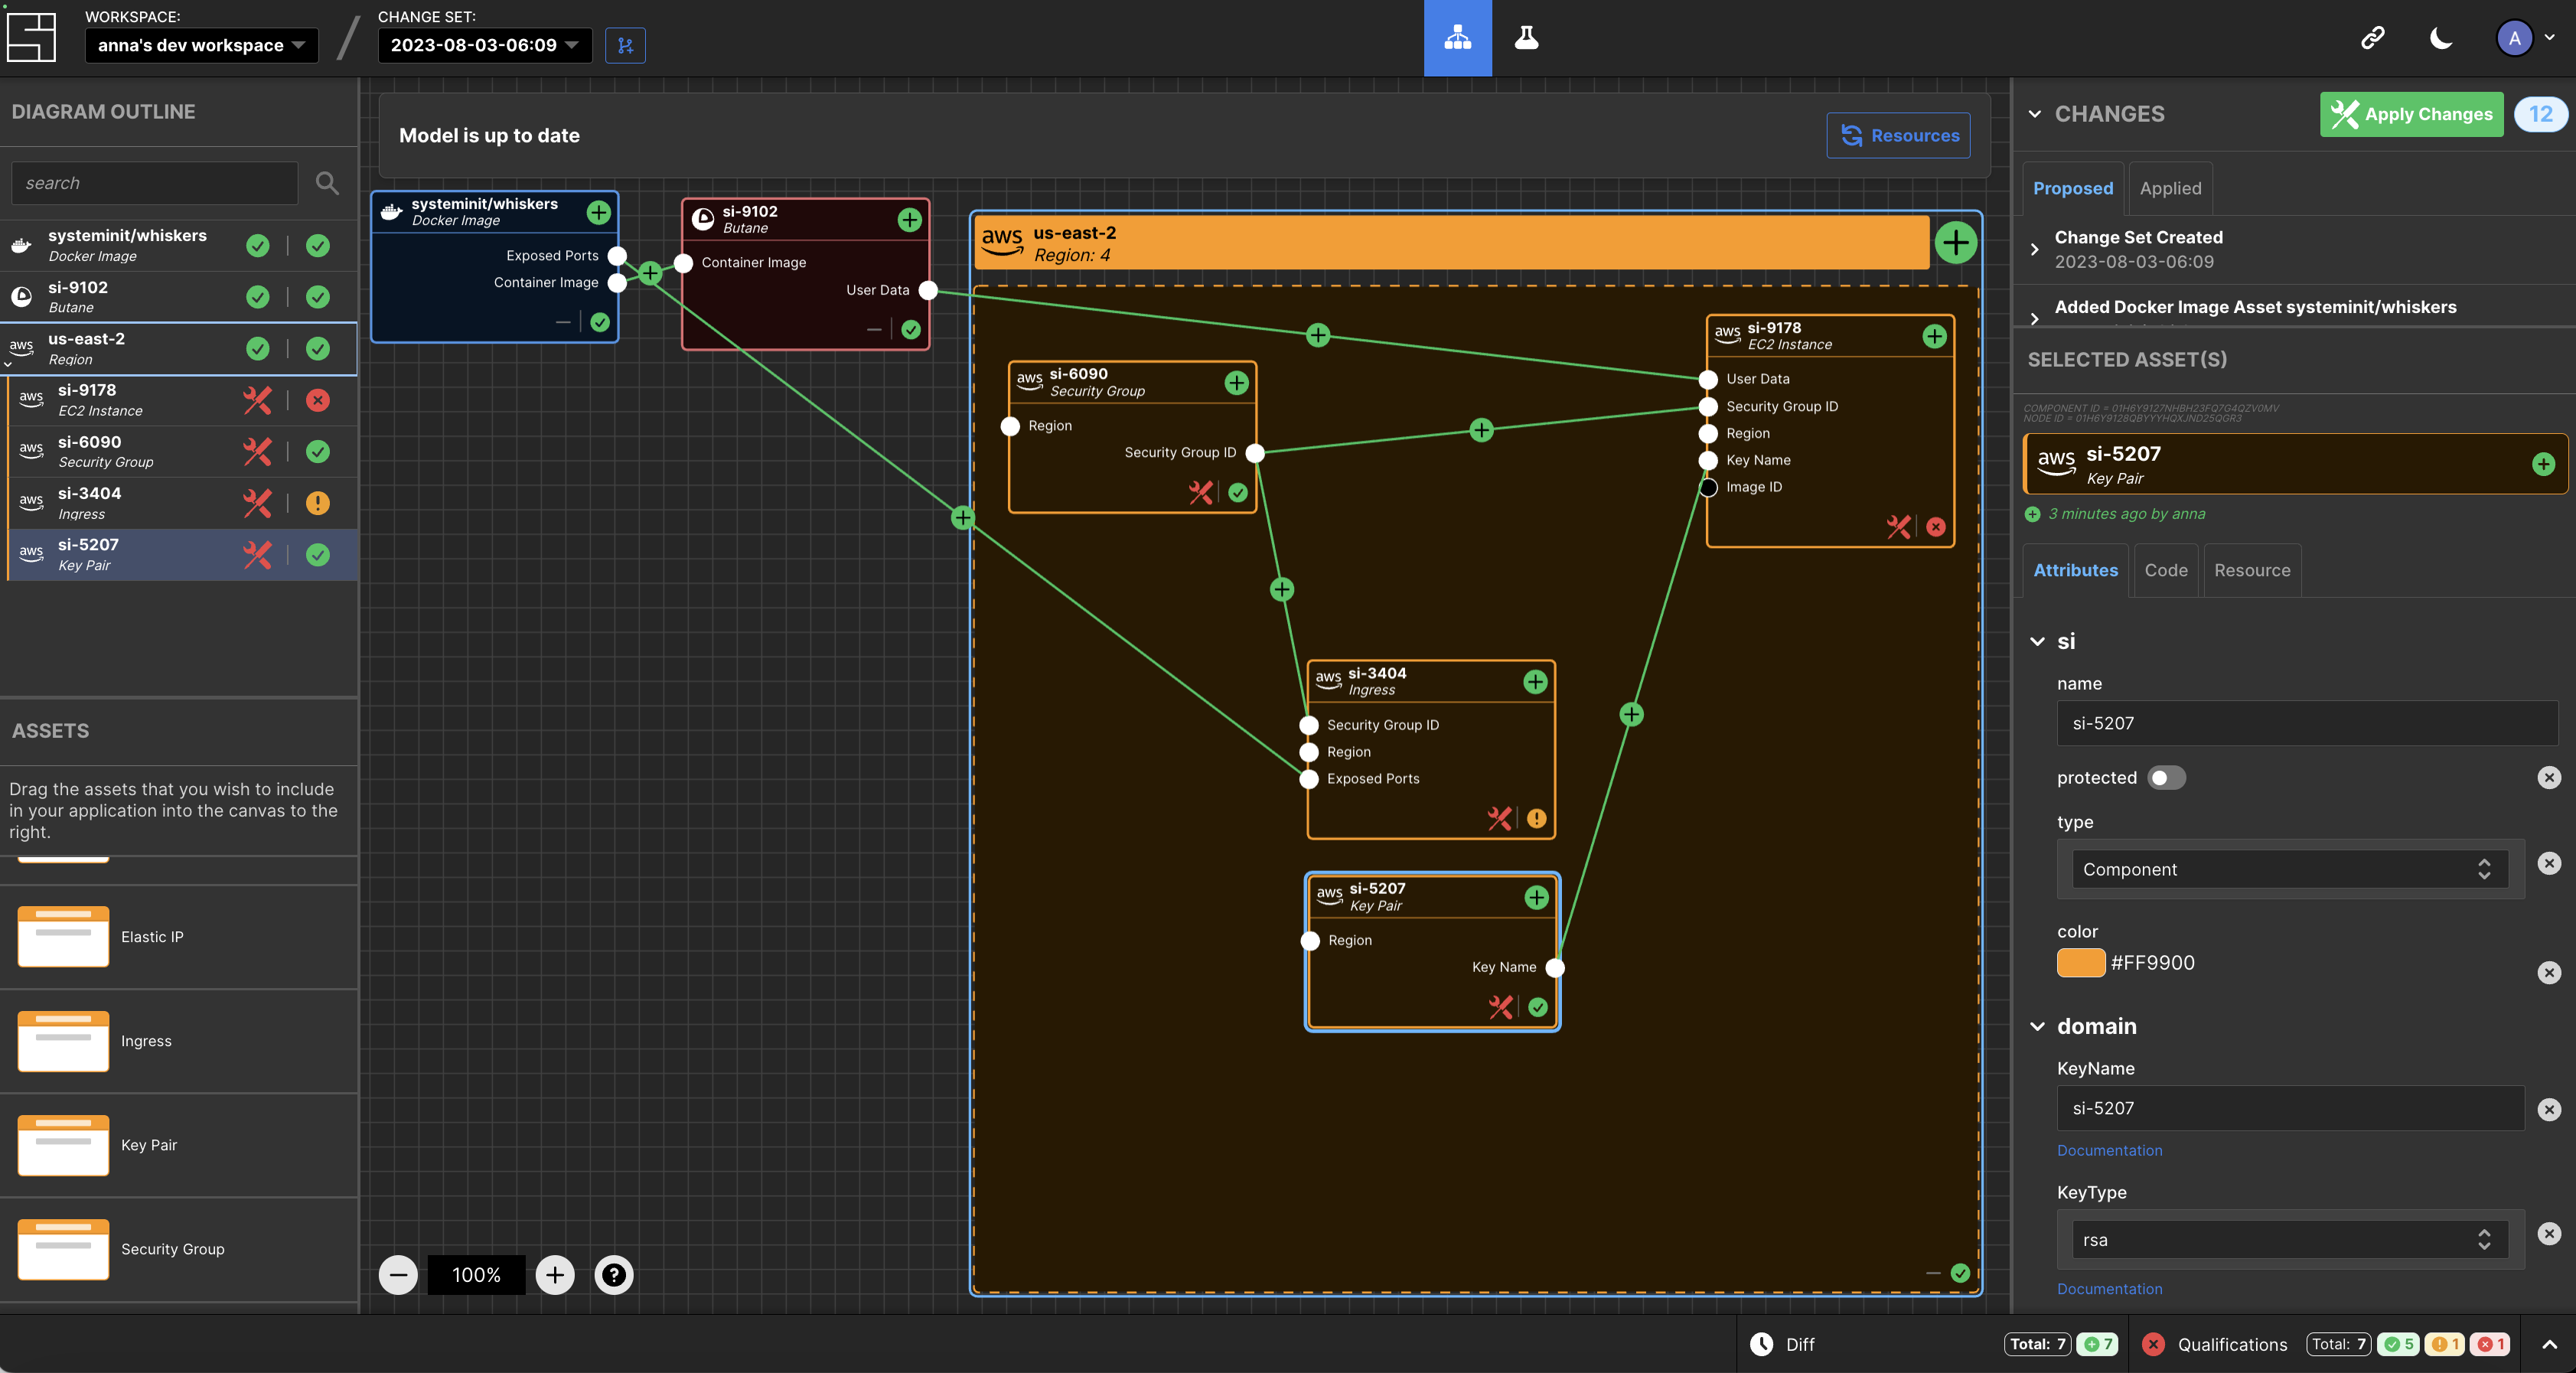 WORKSPACE:
anna's dev workspace
CHANGE SET:
2023-08-03-06:09
A
DIAGRAM OUTLINE
search
systeminit/whiskers
Docker Image
si-9102
Butane
aws
us-east-2
Region
aws
si-9178
EC2 Instance
aws
si-6090
Security Group
aws
si-3404
Ingress
aws
si-5207
Key Pair
ASSETS
Drag the assets that you wish to include
in your application into the canvas to the
right.
Elastic IP
Ingress
Key Pair
Security Group
Model is up to date
Resources
systeminit/whiskers
Docker Image
Exposed Ports
Container Image
si-9102
Butane
Container Image
User Data
aws
us-east-2
Region: 4
aws
si-6090
Security Group
Region
Security Group ID
aws
si-9178
EC2 Instance
User Data
Security Group ID
Region
Key Name
Image ID
aws
si-3404
Ingress
Security Group ID
Region
Exposed Ports
aws
si-5207
Key Pair
Region
Key Name
100%
CHANGES
Apply Changes
12
Proposed
Applied
Change Set Created
2023-08-03-06:09
Added Docker Image Asset systeminit/whiskers
SELECTED ASSET(S)
COMPONENT ID = 01H6Y9127NHBH23FQ7G4QZV0MV
NODE ID = 01H6Y9128QBYYYHQXJND25QGR3
aws
si-5207
Key Pair
3 minutes ago by anna
Attributes
Code
Resource
si
name
si-5207
protected
type
Component
color
#FF9900
domain
KeyName
si-5207
Documentation
KeyType
rsa
Documentation
Diff
Total: 7
7
Qualifications
Total: 7
5
1
1